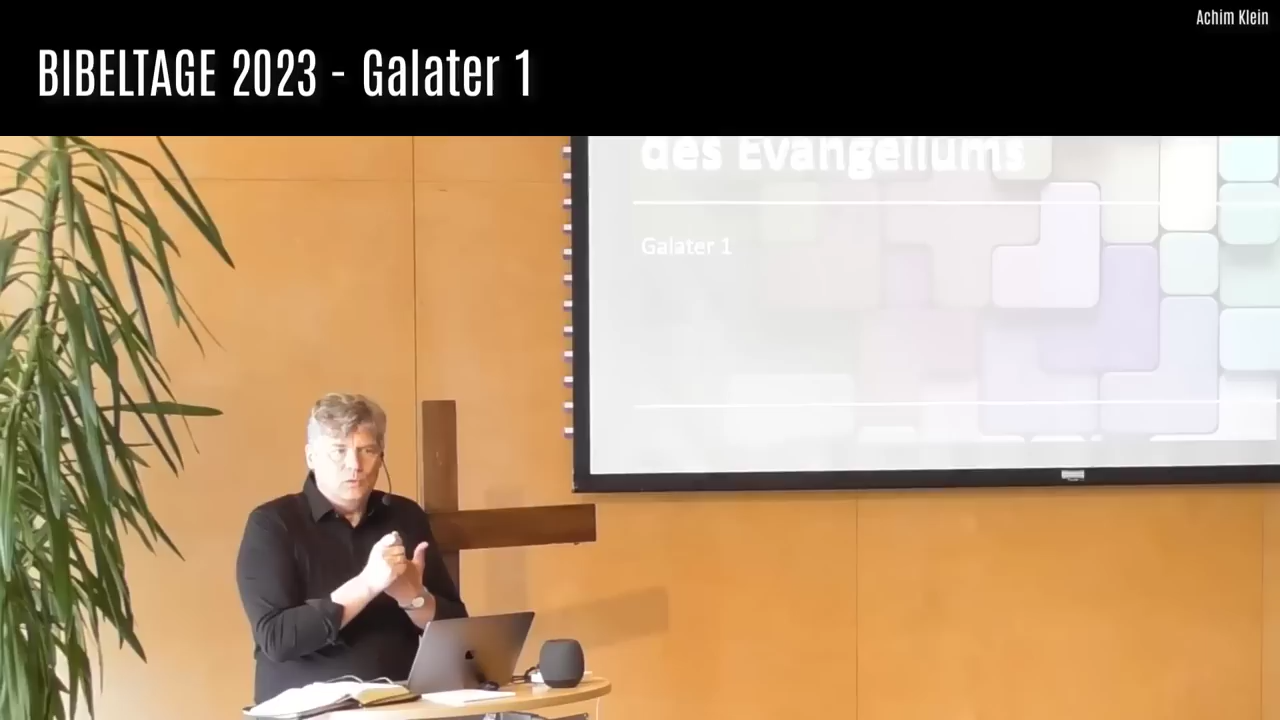 Achim Klein
BIBELTAGE 2023 - Galater 1
des Evangeliums
Galater 1